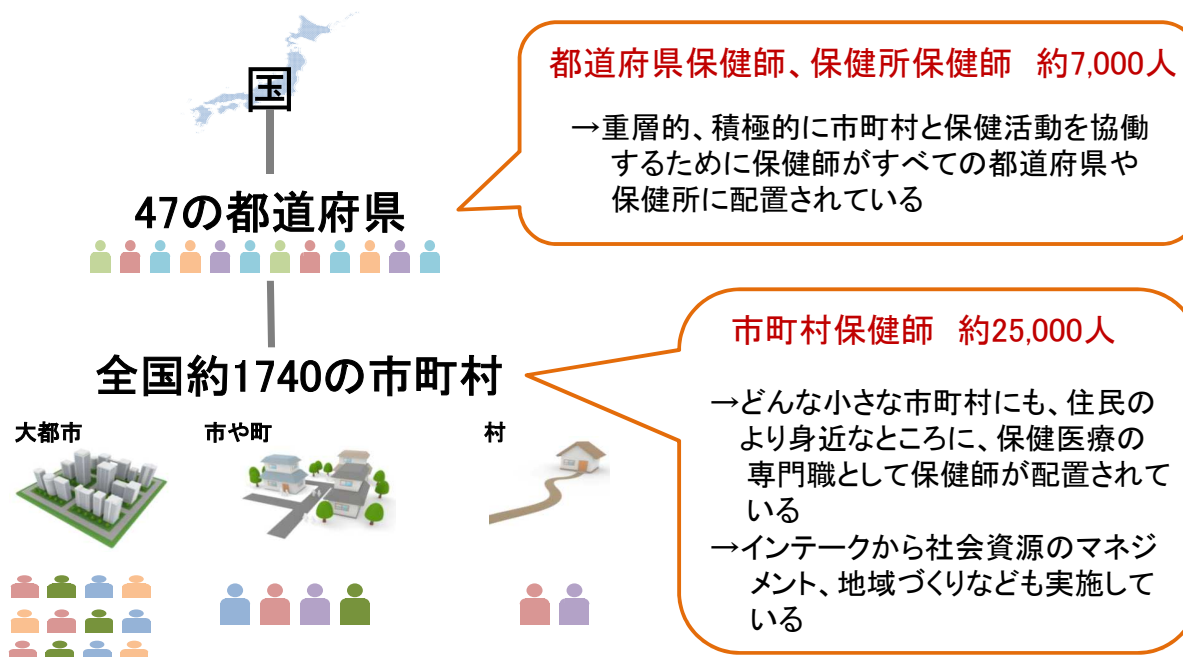 国
47の都道府県
都道府県保健師、保健所保健師　約7,000人
→重層的、積極的に市町村と保健活動を協働
するために保健師がすべての都道府県や
保健所に配置されている
全国約1740の市町村
大都市
市や町
村
市町村保健師　約25,000人
→どんな小さな市町村にも、住民の
より身近なところに、保健医療の
専門職として保健師が配置されて
いる
→インテークから社会資源のマネジ
メント、地域づくりなども実施して
いる